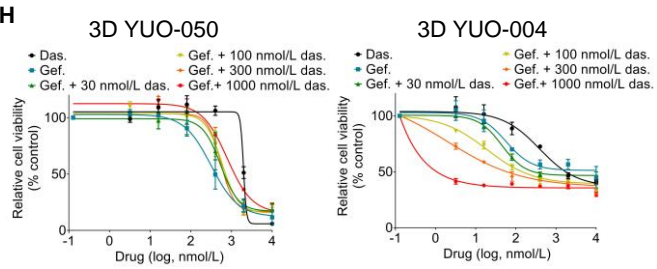 H
3D YUO-050
Das.
Gef.
Gef. + 30 nmol/L das.
Gef. + 100 nmol/L das.
Gef. + 300 nmol/L das.
Gef.+ 1000 nmol/L das.
Relative cell viability
(% control)
100
50
0
-1 0 1 2 3 4
Drug (log, nmol/L)
3D YUO-004
Das.
Gef.
Gef. + 30 nmol/L das.
Gef. + 100 nmol/L das.
Gef. + 300 nmol/L das.
Gef.+ 1000 nmol/L das.
Relative cell viability
(% control)
100
50
0
-1 0 1 2 3 4
Drug (log, nmol/L)